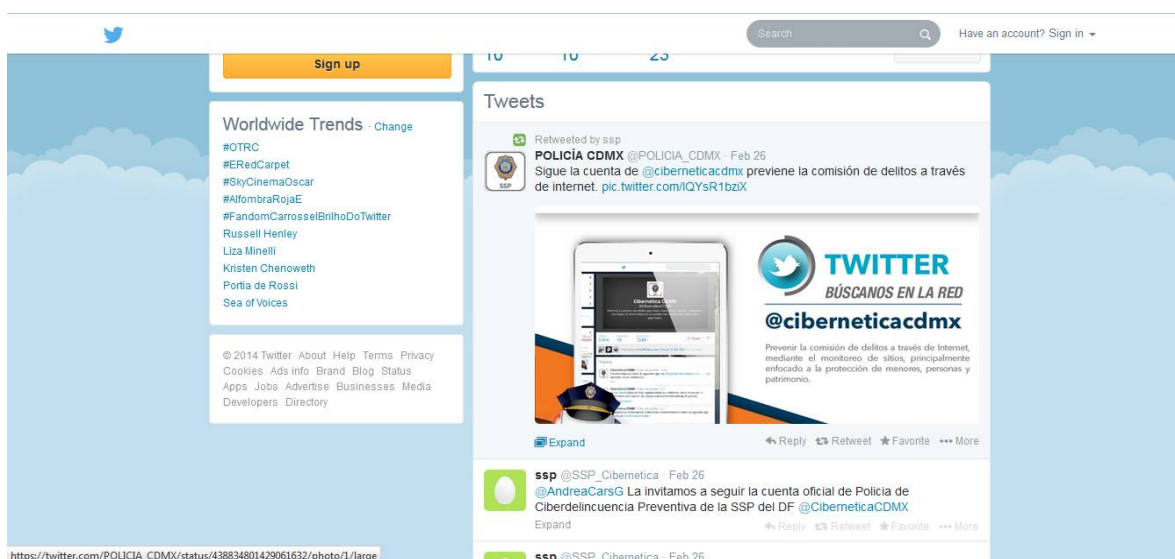 Search
Have an account? Sign in
Sign up
10 10 23
Worldwide Trends · Change
#OTRC
#ERedCarpet
#SkyCinemaOscar
#AlfombraRojaE
#FandomCarrosselBrilhoDoTwitter
Russell Henley
Liza Minelli
Kristen Chenoweth
Portia de Rossi
Sea of Voices
© 2014 Twitter About Help Terms Privacy
Cookies Ads info Brand Blog Status
Apps Jobs Advertise Businesses Media
Developers Directory
Tweets
Retweeted by ssp
POLICÍA CDMX @POLICIA_CDMX · Feb 26
Sigue la cuenta de @ciberneticacdmx previene la comisión de delitos a través
de internet. pic.twitter.com/IQYsR1bziX
SSP
Cibernética CDMX
TWITTER
BÚSCANOS EN LA RED
@ciberneticacdmx
Prevenir la comisión de delitos a través de Internet,
mediante el monitoreo de sitios, principalmente
enfocado a la protección de menores, personas y
patrimonio.
Expand
Reply Retweet Favorite More
ssp @SSP_Cibernetica · Feb 26
@AndreaCarsG La invitamos a seguir la cuenta oficial de Policia de
Ciberdelincuencia Preventiva de la SSP del DF @CiberneticaCDMX
Expand
Reply Retweet Favorite More
ssp @SSP_Cibernetica · Feb 26
https://twitter.com/POLICIA_CDMX/status/438834801429061632/photo/1/large